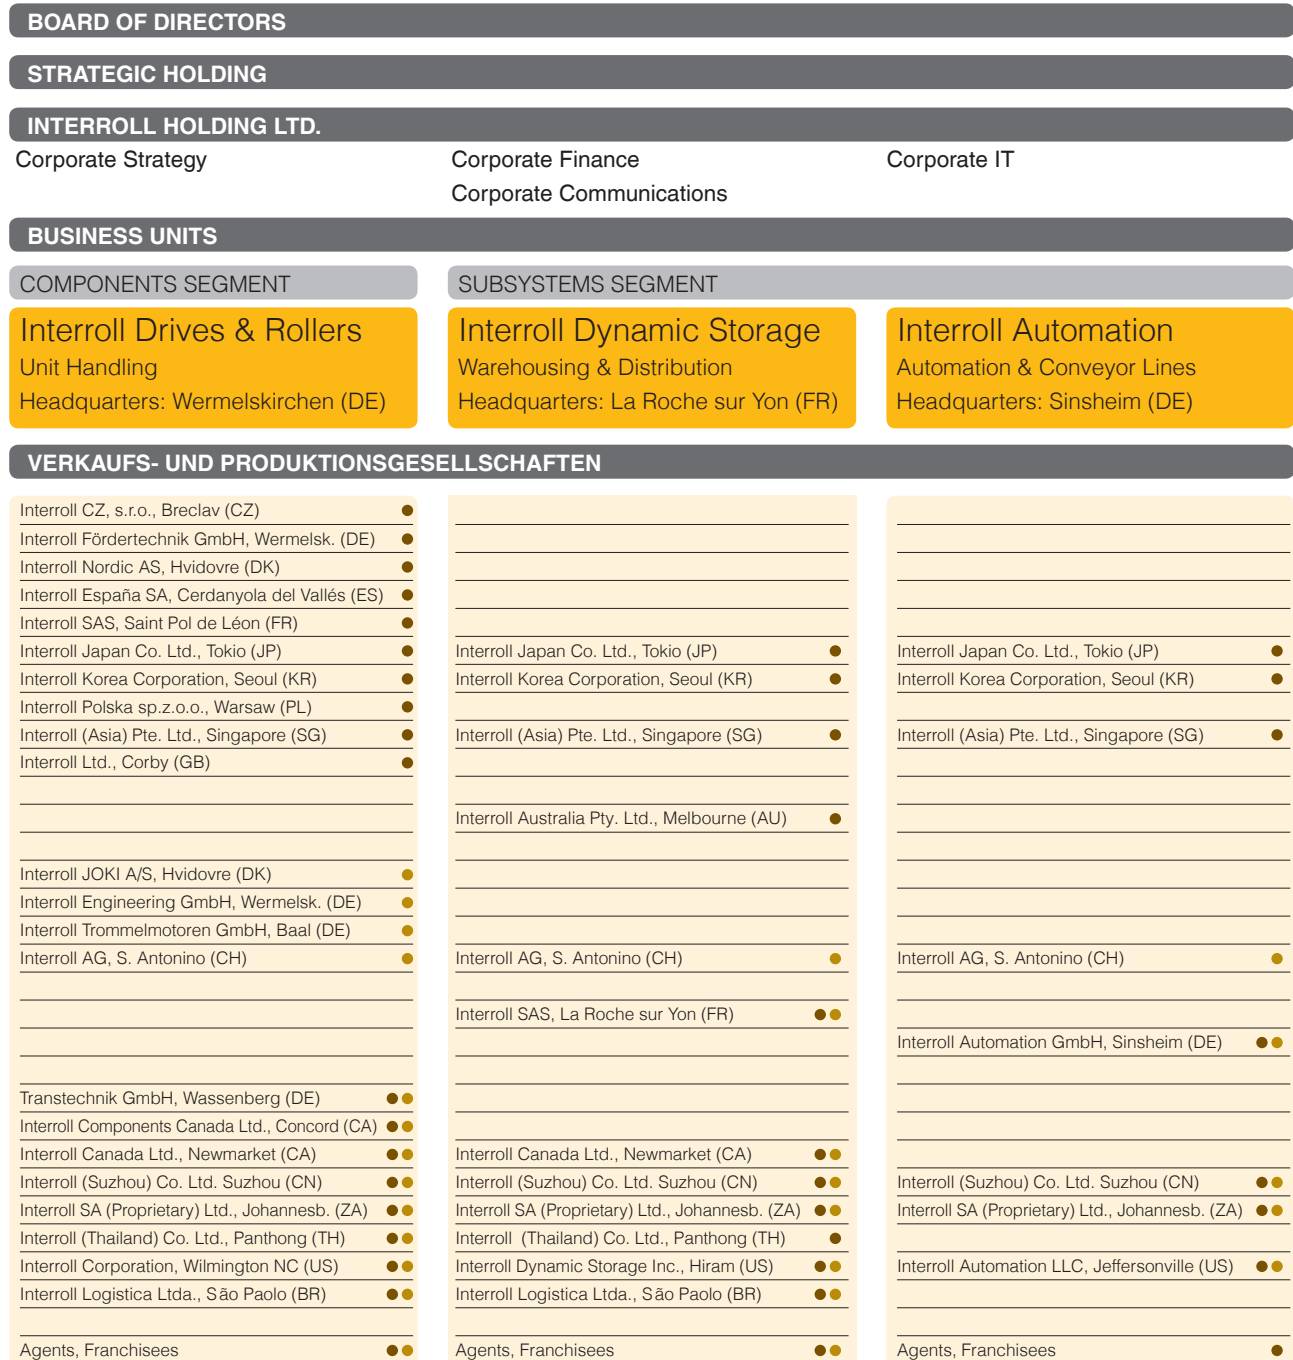 BOARD OF DIRECTORS
STRATEGIC HOLDING
INTERROLL HOLDING LTD.
Corporate Strategy
Corporate Finance
Corporate Communications
Corporate IT
BUSINESS UNITS
COMPONENTS SEGMENT
SUBSYSTEMS SEGMENT
Interroll Drives & Rollers
Unit Handling
Headquarters: Wermelskirchen (DE)
Interroll Dynamic Storage
Warehousing & Distribution
Headquarters: La Roche sur Yon (FR)
Interroll Automation
Automation & Conveyor Lines
Headquarters: Sinsheim (DE)
VERKAUFS- UND PRODUKTIONSGESELLSCHAFTEN
Interroll CZ, s.r.o., Breclav (CZ)
Interroll Fördertechnik GmbH, Wermelsk. (DE)
Interroll Nordic AS, Hvidovre (DK)
Interroll España SA, Cerdanyola del Vallés (ES)
Interroll SAS, Saint Pol de Léon (FR)
Interroll Japan Co. Ltd., Tokio (JP)
Interroll Korea Corporation, Seoul (KR)
Interroll Polska sp.z.o.o., Warsaw (PL)
Interroll (Asia) Pte. Ltd., Singapore (SG)
Interroll Ltd., Corby (GB)
Interroll JOKI A/S, Hvidovre (DK)
Interroll Engineering GmbH, Wermelsk. (DE)
Interroll Trommelmotoren GmbH, Baal (DE)
Interroll AG, S. Antonino (CH)
Transtechnik GmbH, Wassenberg (DE)
Interroll Components Canada Ltd., Concord (CA)
Interroll Canada Ltd., Newmarket (CA)
Interroll (Suzhou) Co. Ltd. Suzhou (CN)
Interroll SA (Proprietary) Ltd., Johannesb. (ZA)
Interroll (Thailand) Co. Ltd., Panthong (TH)
Interroll Corporation, Wilmington NC (US)
Interroll Logistica Ltda., São Paolo (BR)
Agents, Franchisees
Interroll Japan Co. Ltd., Tokio (JP)
Interroll Korea Corporation, Seoul (KR)
Interroll (Asia) Pte. Ltd., Singapore (SG)
Interroll Australia Pty. Ltd., Melbourne (AU)
Interroll AG, S. Antonino (CH)
Interroll SAS, La Roche sur Yon (FR)
Interroll Canada Ltd., Newmarket (CA)
Interroll (Suzhou) Co. Ltd. Suzhou (CN)
Interroll SA (Proprietary) Ltd., Johannesb. (ZA)
Interroll (Thailand) Co. Ltd., Panthong (TH)
Interroll Dynamic Storage Inc., Hiram (US)
Interroll Logistica Ltda., São Paolo (BR)
Agents, Franchisees
Interroll Japan Co. Ltd., Tokio (JP)
Interroll Korea Corporation, Seoul (KR)
Interroll (Asia) Pte. Ltd., Singapore (SG)
Interroll AG, S. Antonino (CH)
Interroll Automation GmbH, Sinsheim (DE)
Interroll (Suzhou) Co. Ltd. Suzhou (CN)
Interroll SA (Proprietary) Ltd., Johannesb. (ZA)
Interroll Automation LLC, Jeffersonville (US)
Agents, Franchisees